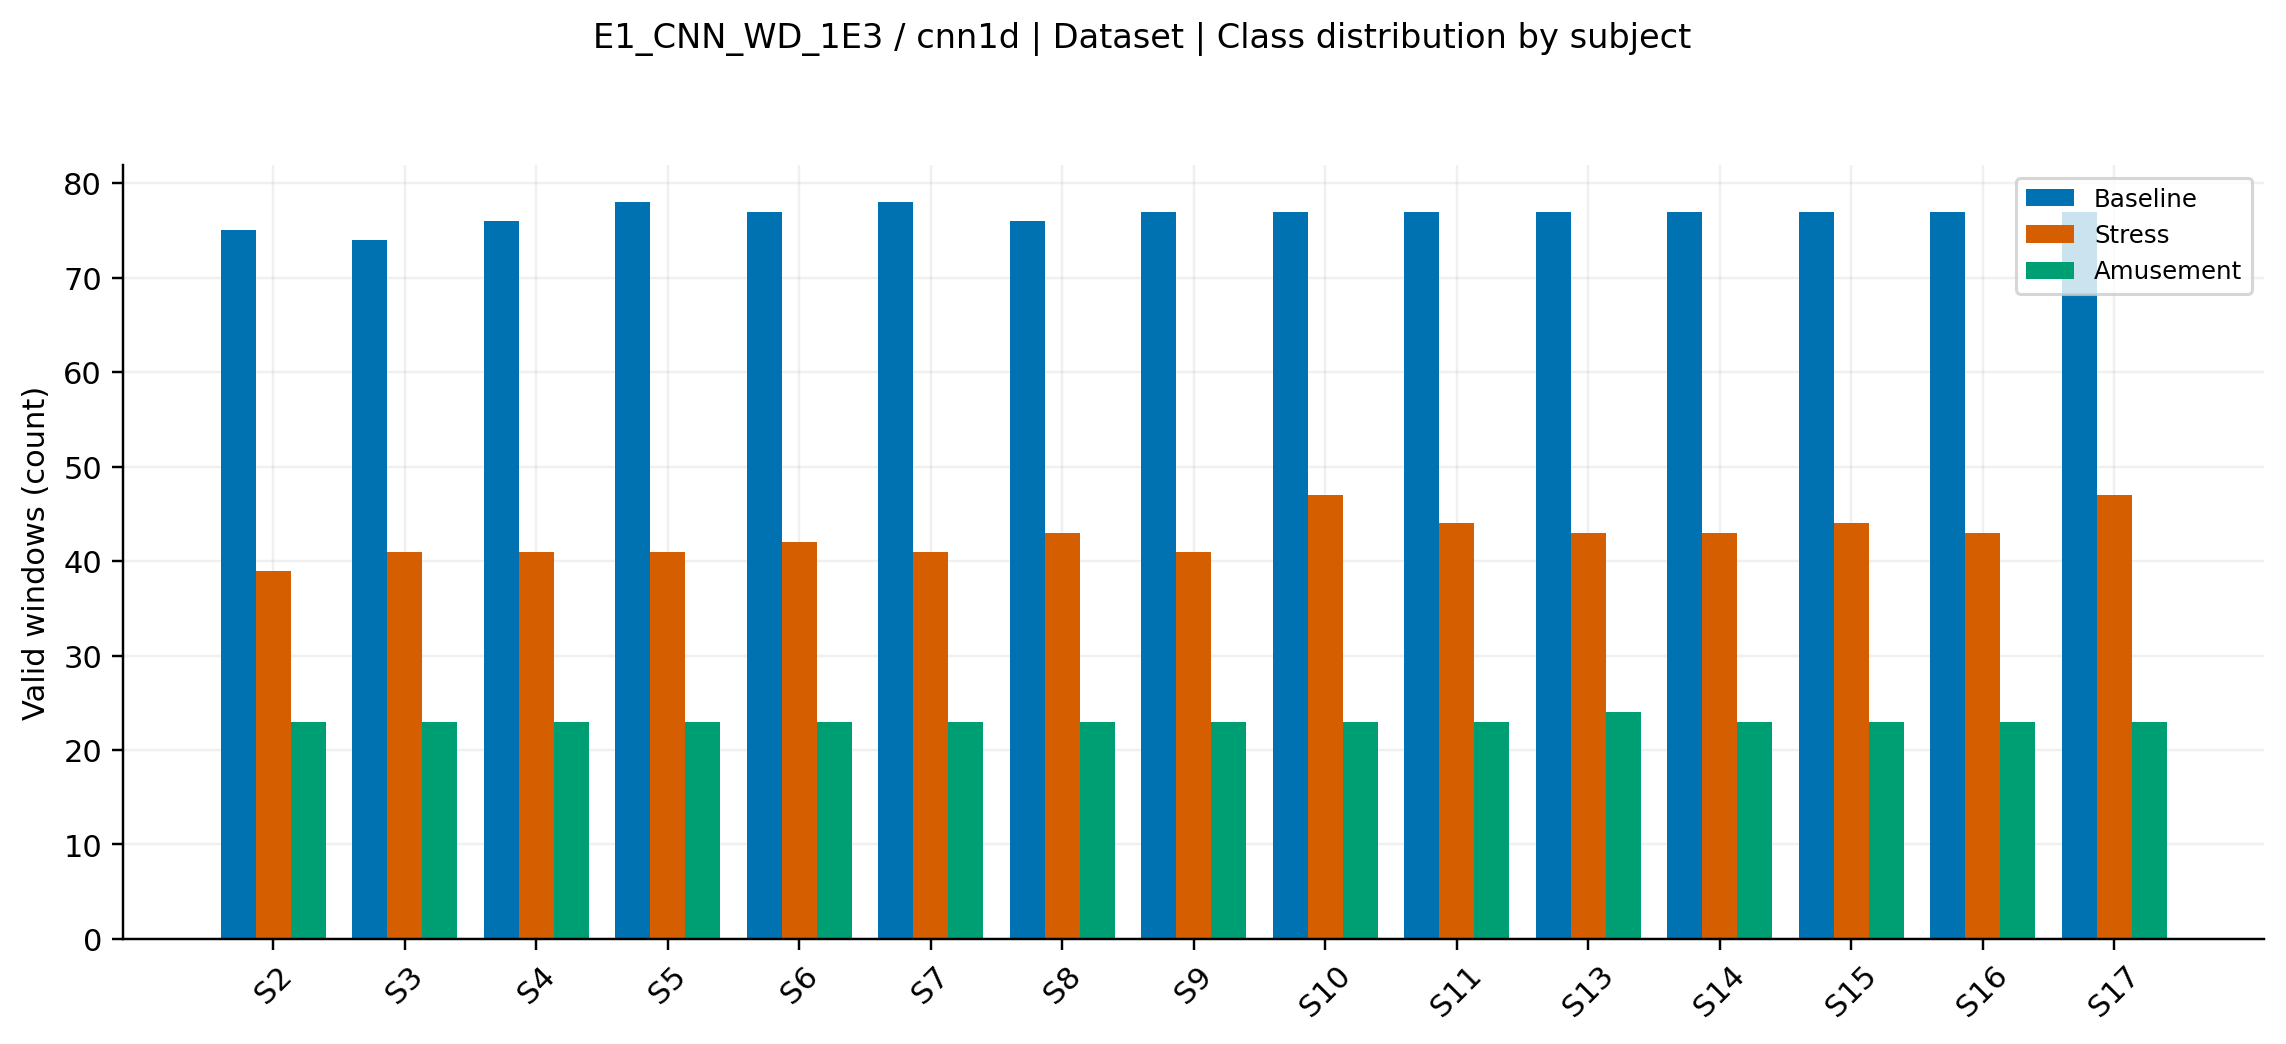 E1_CNN_WD_1E3 / cnn1d | Dataset | Class distribution by subject
Baseline
Stress
Amusement
Valid windows (count)
80
70
60
50
40
30
20
10
0
S2 S3 S4 S5 S6 S7 S8 S9 S10 S11 S13 S14 S15 S16 S17